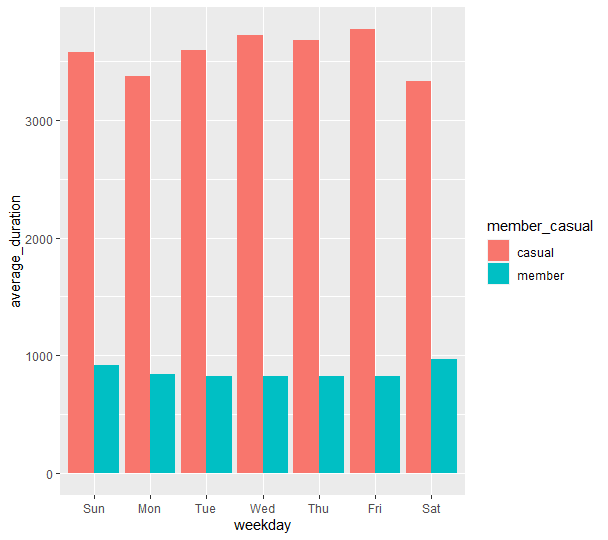 average_duration
3000
2000
1000
0
Sun Mon Tue Wed Thu Fri Sat
weekday
member_casual
casual
member